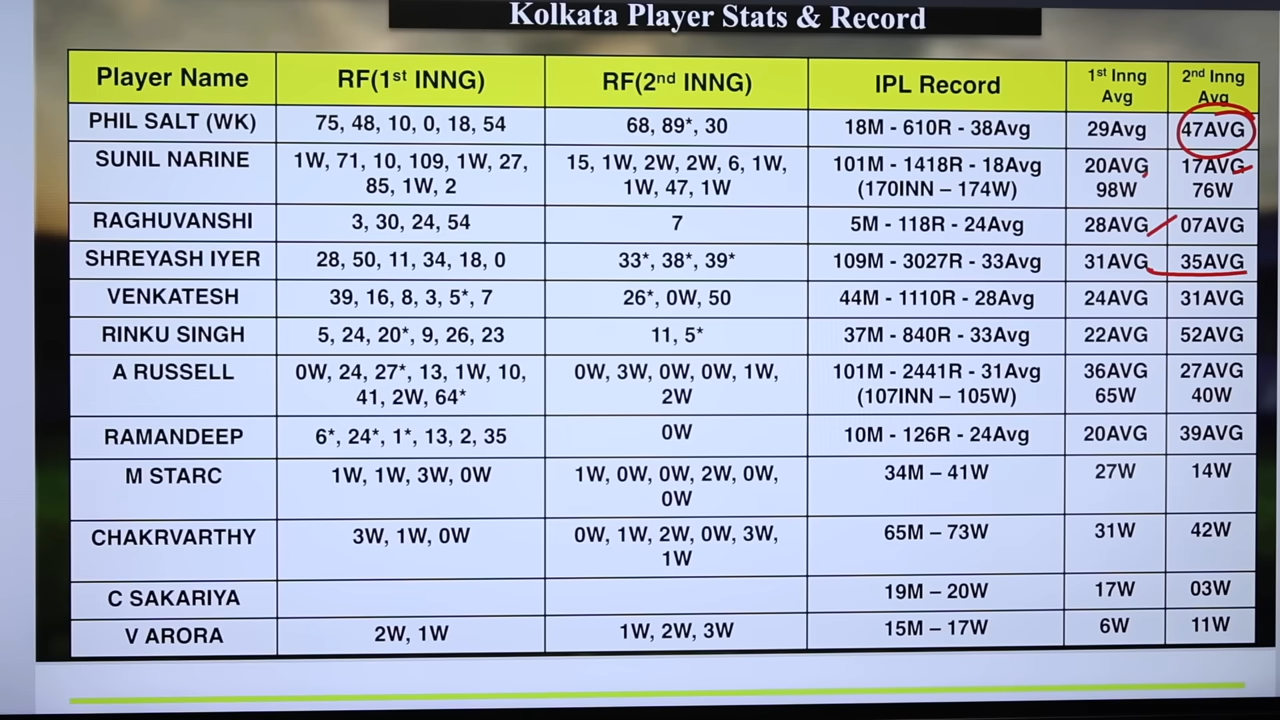 Kolkata Player Stats & Record
Player Name RF(1st INNG) RF(2nd INNG) IPL Record 1st Inng Avg 2nd Inng Avg
PHIL SALT (WK) 75, 48, 10, 0, 18, 54 68, 89*, 30 18M - 610R - 38Avg 29Avg 47AVG
SUNIL NARINE 1W, 71, 10, 109, 1W, 27, 15, 1W, 2W, 2W, 6, 1W, 101M - 1418R - 18Avg 20AVG 17AVG
85, 1W, 2 1W, 47, 1W (170INN – 174W) 98W 76W
RAGHUVANSHI 3, 30, 24, 54 7 5M - 118R - 24Avg 28AVG 07AVG
SHREYASH IYER 28, 50, 11, 34, 18, 0 33*, 38*, 39* 109M - 3027R - 33Avg 31AVG 35AVG
VENKATESH 39, 16, 8, 3, 5*, 7 26*, 0W, 50 44M - 1110R - 28Avg 24AVG 31AVG
RINKU SINGH 5, 24, 20*, 9, 26, 23 11, 5* 37M - 840R - 33Avg 22AVG 52AVG
A RUSSELL 0W, 24, 27*, 13, 1W, 10, 0W, 3W, 0W, 0W, 1W, 101M - 2441R - 31Avg 36AVG 27AVG
41, 2W, 64* 2W (107INN – 105W) 65W 40W
RAMANDEEP 6*, 24*, 1*, 13, 2, 35 0W 10M - 126R - 24Avg 20AVG 39AVG
M STARC 1W, 1W, 3W, 0W 1W, 0W, 0W, 2W, 0W, 34M – 41W 27W 14W
0W
CHAKRVARTHY 3W, 1W, 0W 0W, 1W, 2W, 0W, 3W, 65M – 73W 31W 42W
1W
C SAKARIYA 19M – 20W 17W 03W
V ARORA 2W, 1W 1W, 2W, 3W 15M – 17W 6W 11W